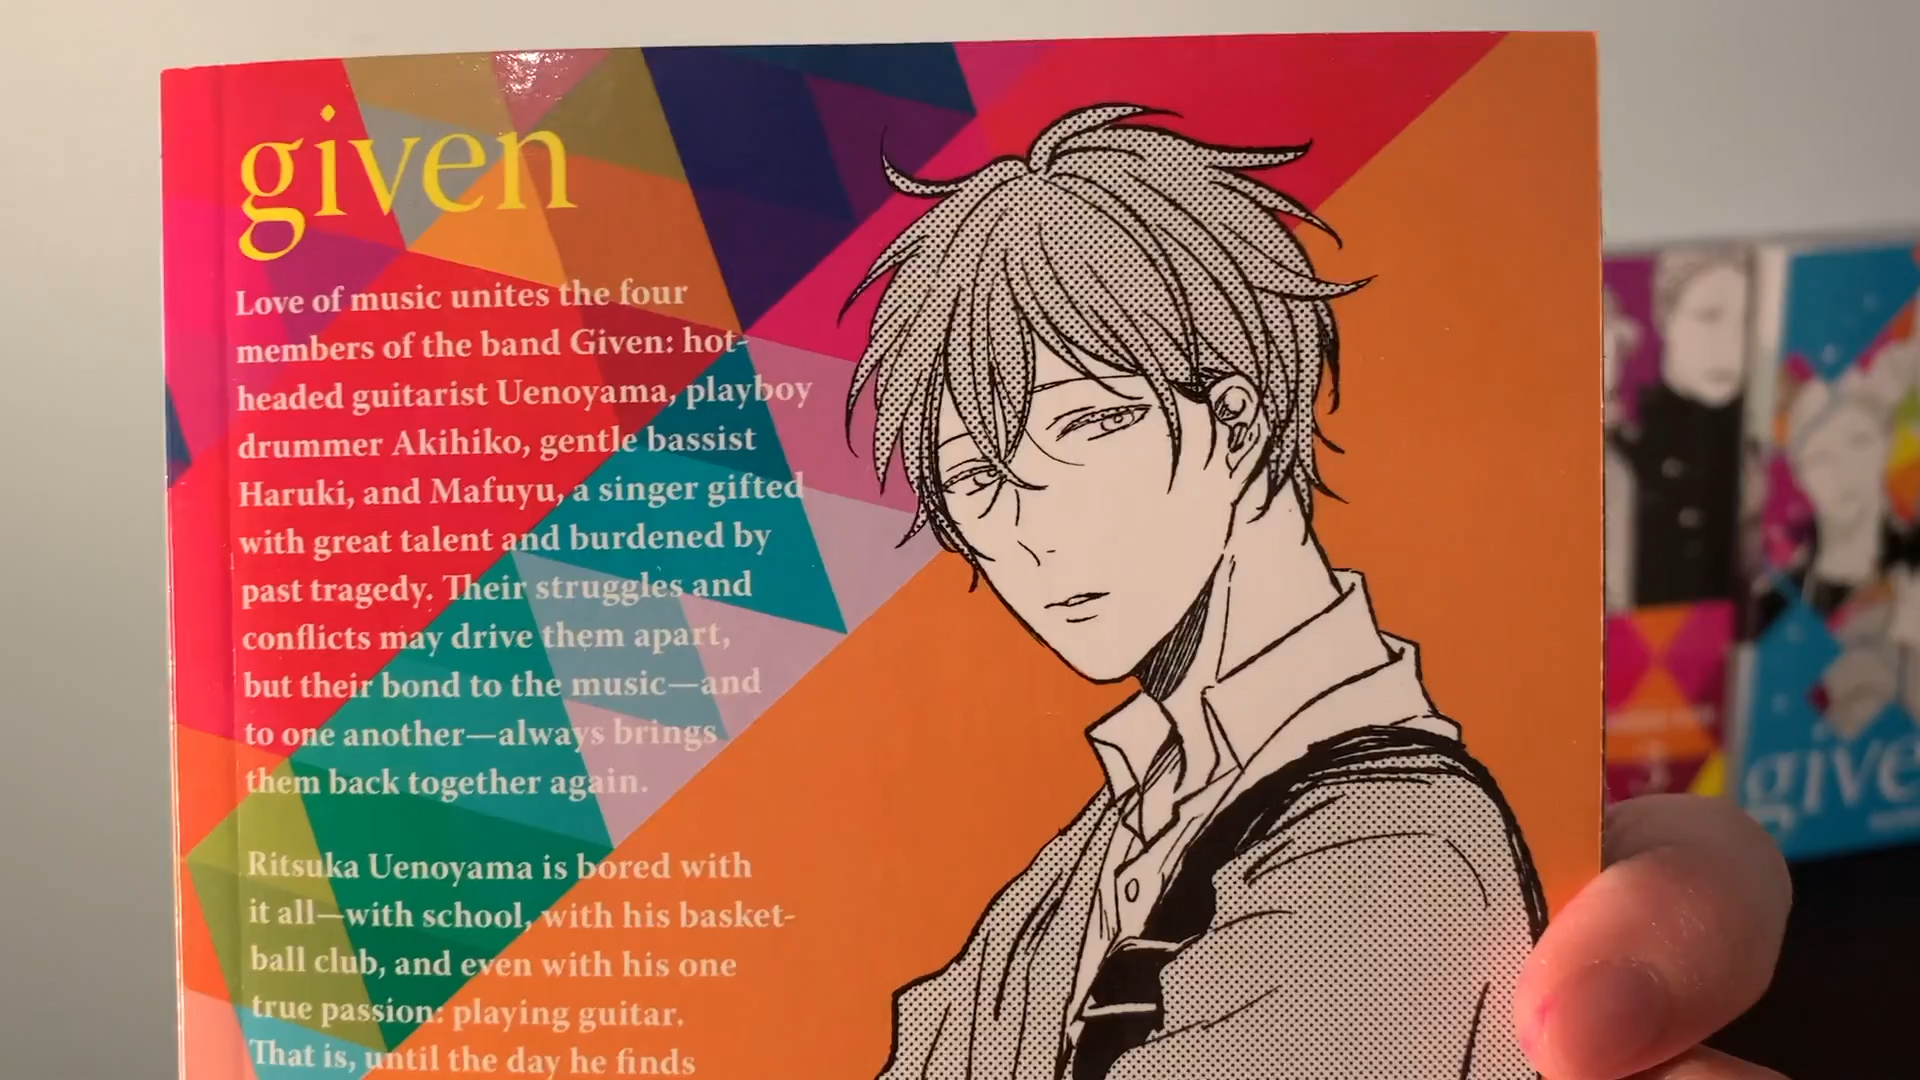 given
Love of music unites the four
members of the band Given: hot-
headed guitarist Uenoyama, playboy
drummer Akihiko, gentle bassist
Haruki, and Mafuyu, a singer gifted
with great talent and burdened by
past tragedy. Their struggles and
conflicts may drive them apart,
but their bond to the music—and
to one another—always brings
them back together again.
Ritsuka Uenoyama is bored with
it all—with school, with his basket-
ball club, and even with his one
true passion: playing guitar.
That is, until the day he finds
give